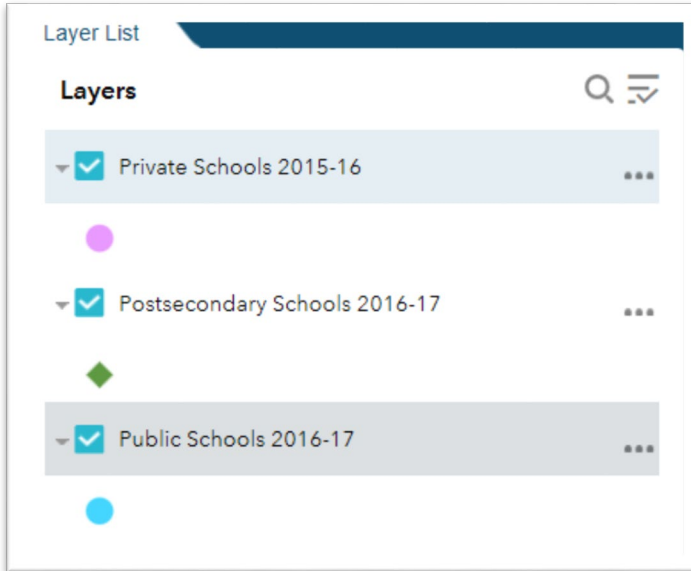 Layer List
Layers
Private Schools 2015-16
Postsecondary Schools 2016-17
Public Schools 2016-17